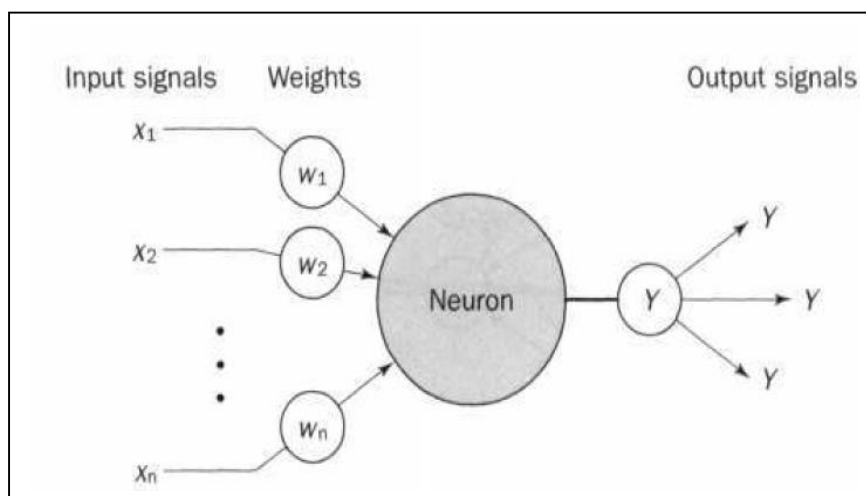 Input signals Weights Output signals
x₁
w₁
Y
x₂
w₂
Neuron
Y
Y
wₙ
Y
xₙ